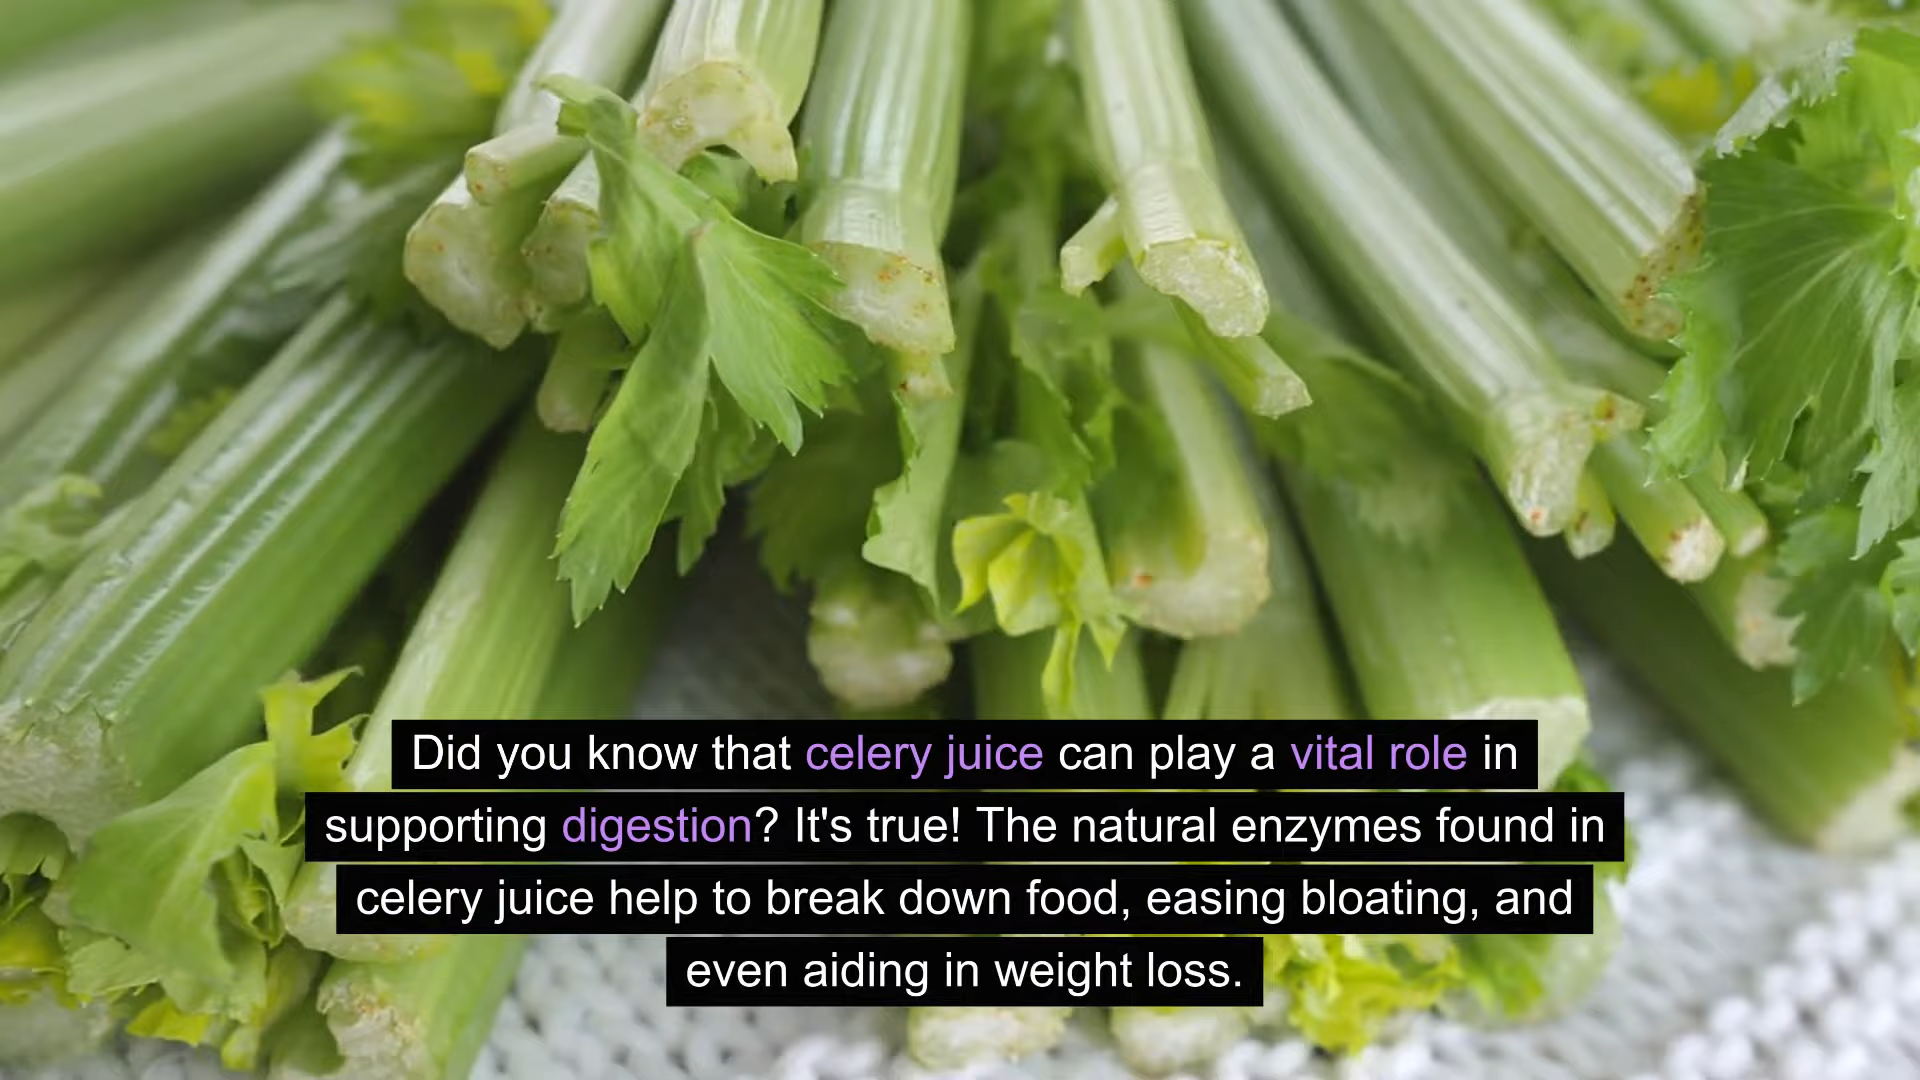 Did you know that celery juice can play a vital role in
supporting digestion? It's true! The natural enzymes found in
celery juice help to break down food, easing bloating, and
even aiding in weight loss.